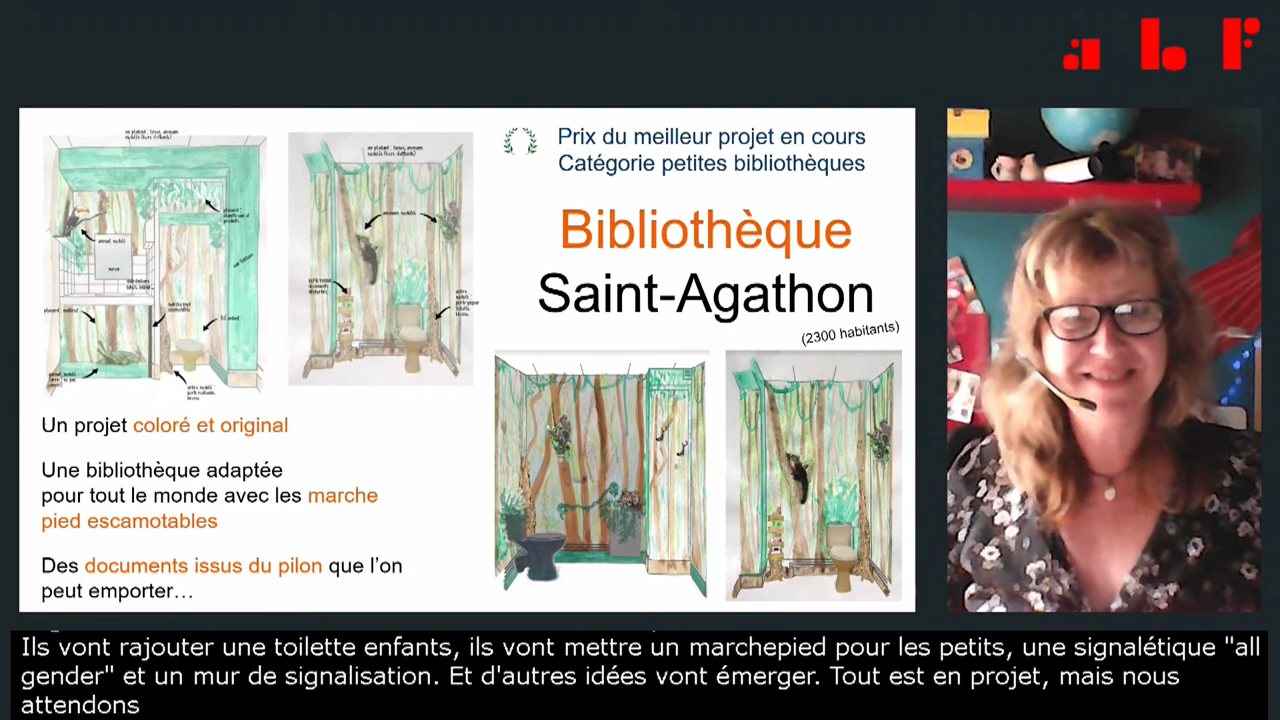 abf
Prix du meilleur projet en cours
Catégorie petites bibliothèques
Bibliothèque
Saint-Agathon
(2300 habitants)
Un projet coloré et original
Une bibliothèque adaptée
pour tout le monde avec les marche
pied escamotables
Des documents issus du pilon que l'on
peut emporter…
Ils vont rajouter une toilette enfants, ils vont mettre un marchepied pour les petits, une signalétique "all
gender" et un mur de signalisation. Et d'autres idées vont émerger. Tout est en projet, mais nous
attendons